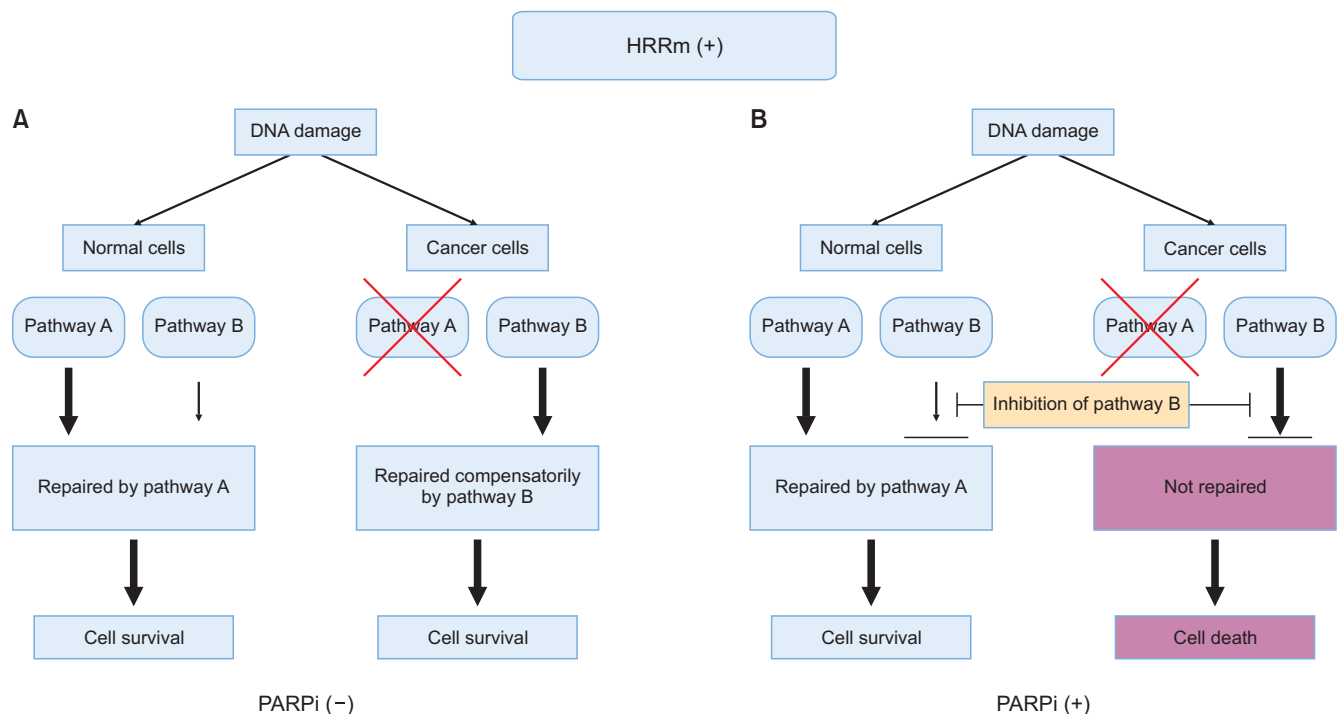 HRRm (+)
A
DNA damage
Normal cells
Cancer cells
Pathway A
Pathway B
Pathway A
Pathway B
Repaired by pathway A
Repaired compensatorily
by pathway B
Cell survival
Cell survival
PARPi (−)
B
DNA damage
Normal cells
Cancer cells
Pathway A
Pathway B
Pathway A
Pathway B
Inhibition of pathway B
Repaired by pathway A
Not repaired
Cell survival
Cell death
PARPi (+)